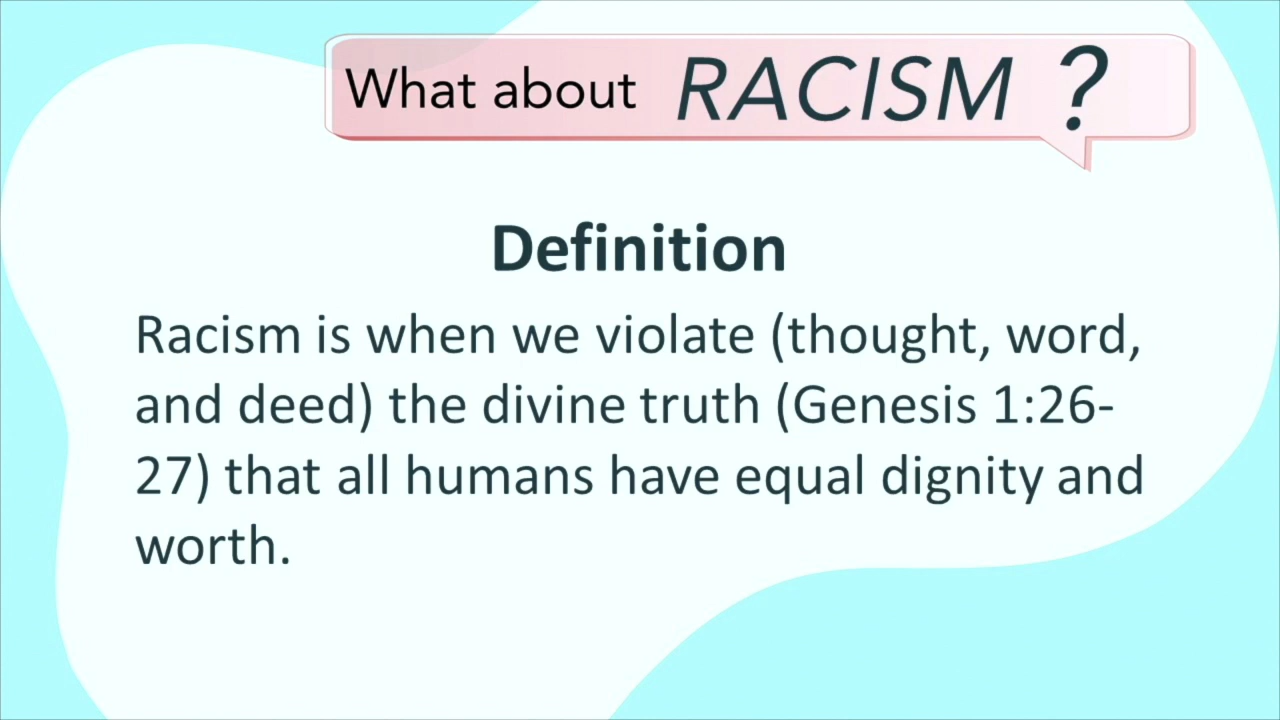 What about RACISM ?
Definition
Racism is when we violate (thought, word,
and deed) the divine truth (Genesis 1:26-
27) that all humans have equal dignity and
worth.